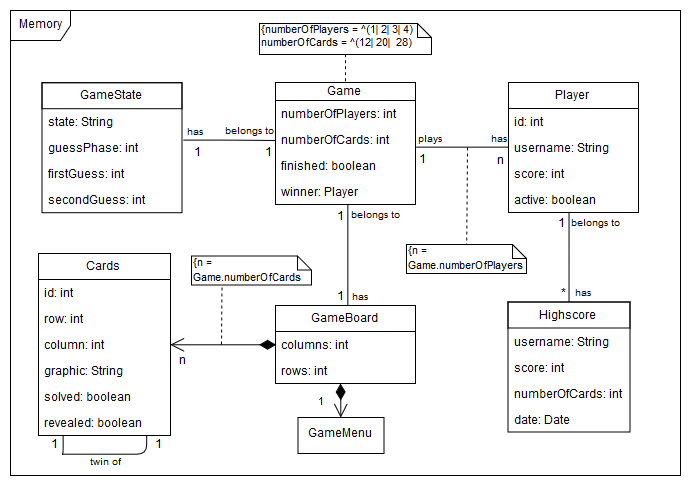 Memory
{numberOfPlayers = ^(1| 2| 3| 4)
numberOfCards = ^(12| 20| 28)
GameState
state: String
guessPhase: int
firstGuess: int
secondGuess: int
has
belongs to
1
1
Game
numberOfPlayers: int
numberOfCards: int
finished: boolean
winner: Player
plays
has
1
n
Player
id: int
username: String
score: int
active: boolean
1
belongs to
1
belongs to
{n =
Game.numberOfPlayers
{n =
Game.numberOfCards
Cards
id: int
row: int
column: int
graphic: String
solved: boolean
revealed: boolean
1
1
twin of
n
1
has
GameBoard
columns: int
rows: int
1
GameMenu
*
has
Highscore
username: String
score: int
numberOfCards: int
date: Date